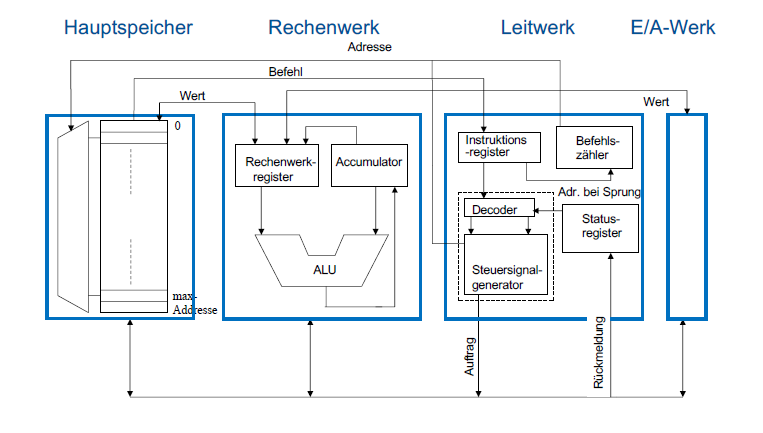 Hauptspeicher
Rechenwerk
Leitwerk
E/A-Werk
Adresse
Befehl
Wert
Wert
0
Rechenwerk-
register
Accumulator
Instruktions
-register
Befehls-
zähler
Adr. bei Sprung
Decoder
Status-
register
ALU
Steuersignal-
generator
max-
Addresse
Auftrag
Rückmeldung